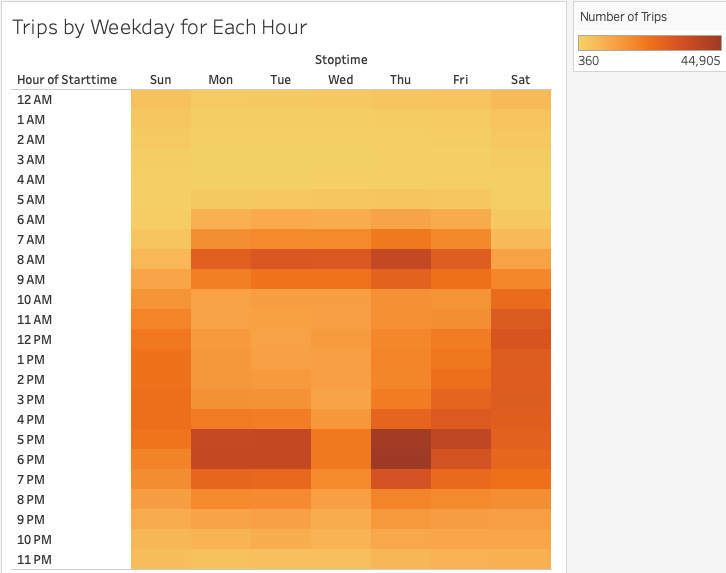 Trips by Weekday for Each Hour
Number of Trips
360 44,905
Stoptime
Hour of Starttime Sun Mon Tue Wed Thu Fri Sat
12 AM
1 AM
2 AM
3 AM
4 AM
5 AM
6 AM
7 AM
8 AM
9 AM
10 AM
11 AM
12 PM
1 PM
2 PM
3 PM
4 PM
5 PM
6 PM
7 PM
8 PM
9 PM
10 PM
11 PM